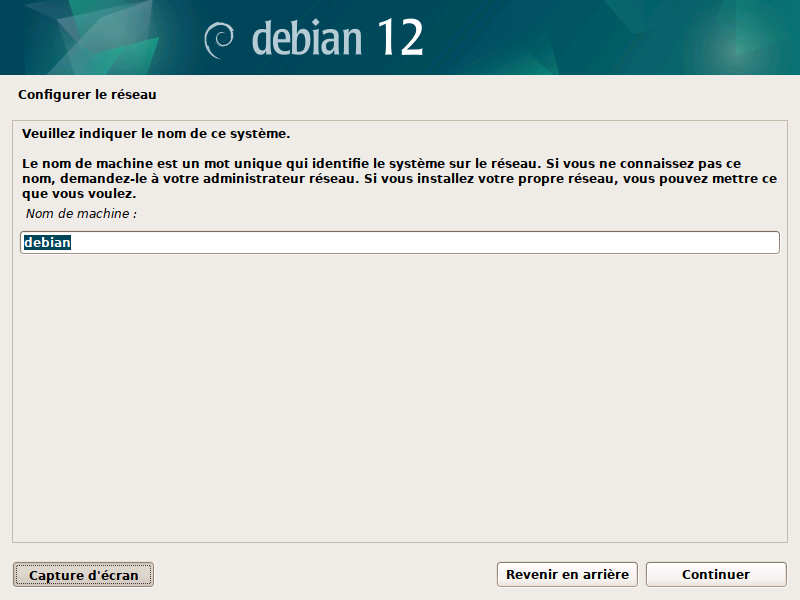 debian 12
Configurer le réseau
Veuillez indiquer le nom de ce système.
Le nom de machine est un mot unique qui identifie le système sur le réseau. Si vous ne connaissez pas ce
nom, demandez-le à votre administrateur réseau. Si vous installez votre propre réseau, vous pouvez mettre ce
que vous voulez.
Nom de machine :
debian
Capture d'écran
Revenir en arrière
Continuer